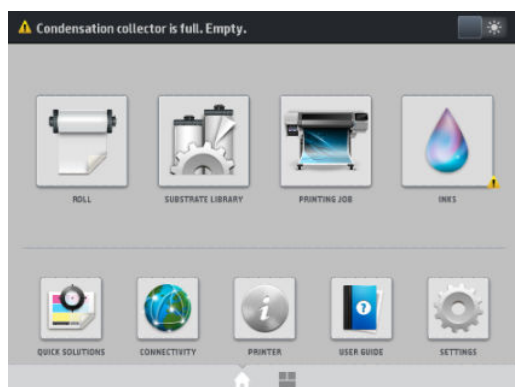 Condensation collector is full. Empty.
ROLL
SUBSTRATE LIBRARY
PRINTING JOB
INKS
QUICK SOLUTIONS
CONNECTIVITY
PRINTER
USER GUIDE
SETTINGS